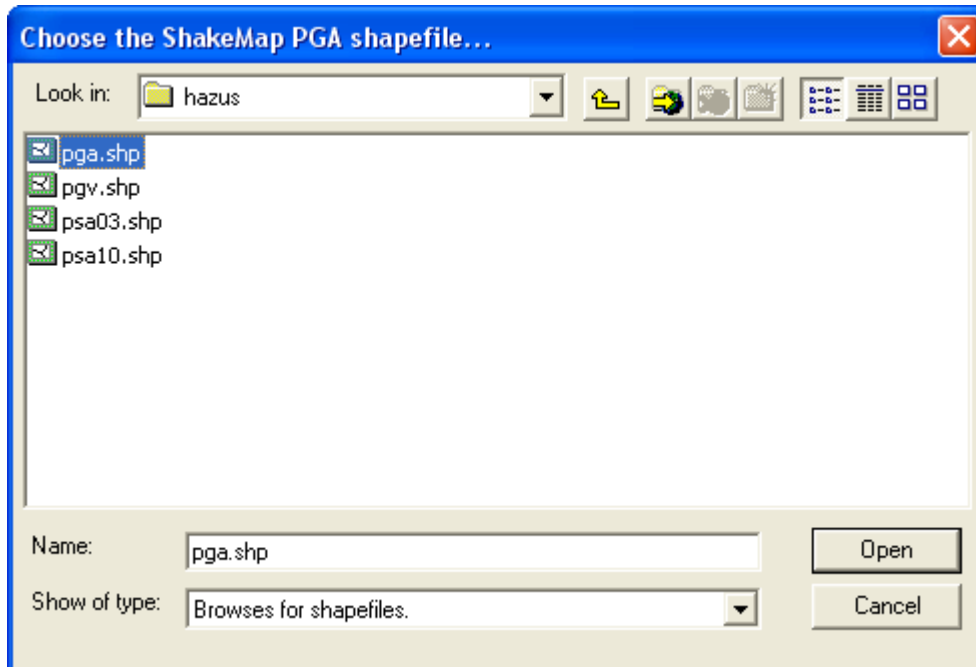 Choose the ShakeMap PGA shapefile...
Look in: hazus
pga.shp
pgv.shp
psa03.shp
psa10.shp
Name: pga.shp Open
Show of type: Browses for shapefiles. Cancel